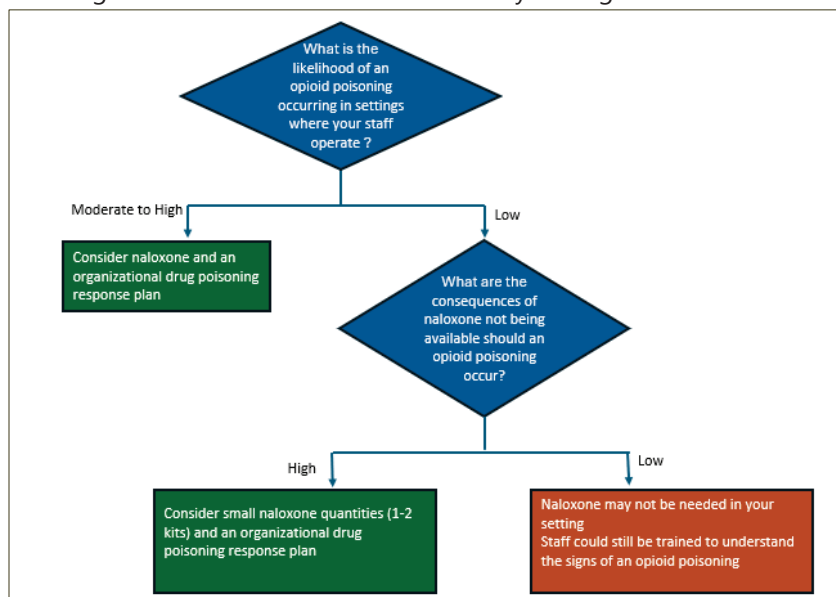 What is the
likelihood of an
opioid poisoning
occurring in settings
where your staff
operate ?
Moderate to High
Low
Consider naloxone and an
organizational drug poisoning
response plan
What are the
consequences of
naloxone not being
available should an
opioid poisoning
occur?
High
Low
Consider small naloxone quantities (1-2
kits) and an organizational drug
poisoning response plan
Naloxone may not be needed in your
setting
Staff could still be trained to understand
the signs of an opioid poisoning